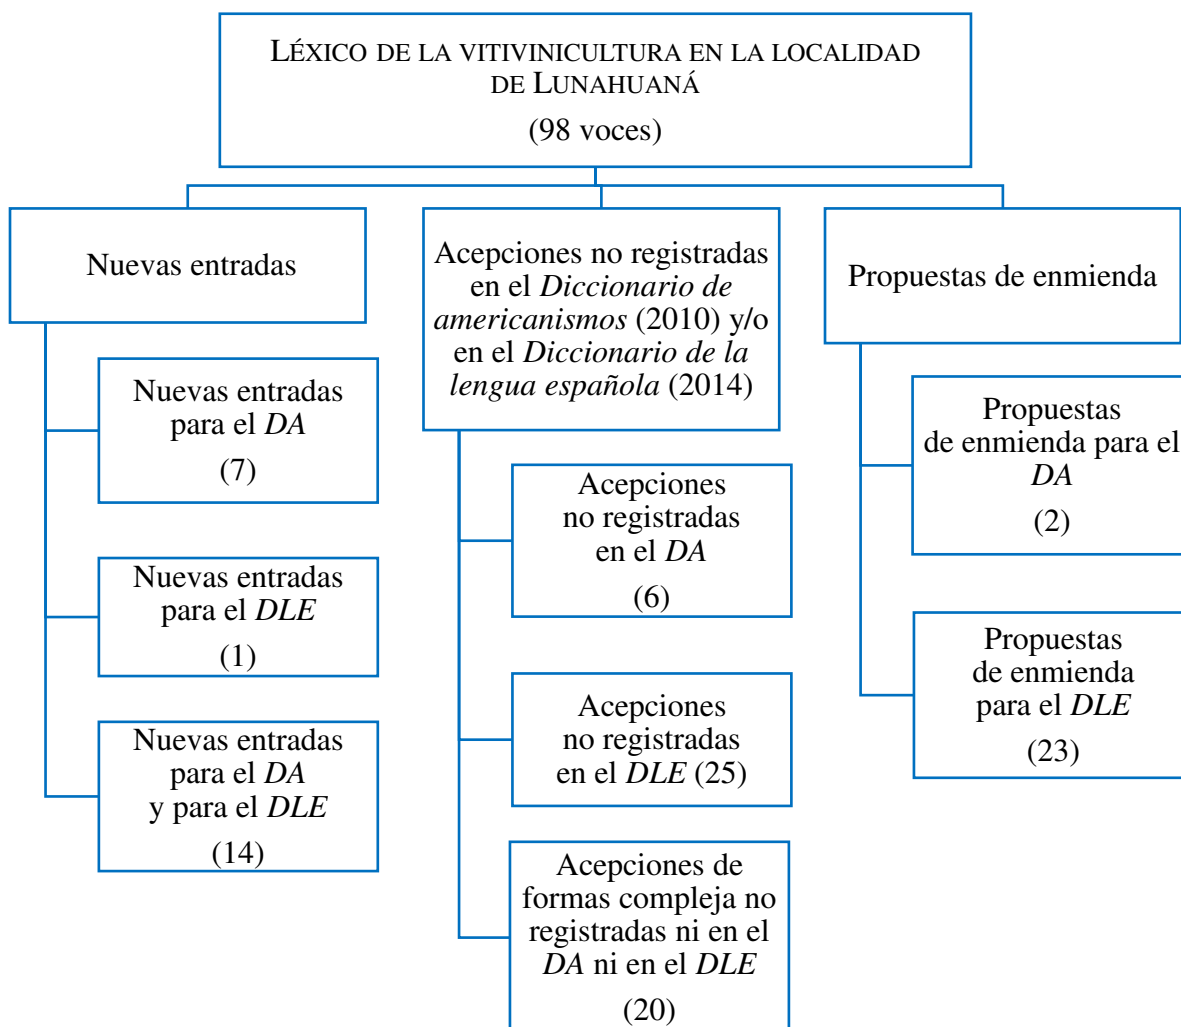 LÉXICO DE LA VITIVINICULTURA EN LA LOCALIDAD
DE LUNAHUANÁ
(98 voces)
Nuevas entradas
Nuevas entradas
para el DA
(7)
Nuevas entradas
para el DLE
(1)
Nuevas entradas
para el DA
y para el DLE
(14)
Acepciones no registradas
en el Diccionario de
americanismos (2010) y/o
en el Diccionario de la
lengua española (2014)
Acepciones
no registradas
en el DA
(6)
Acepciones
no registradas
en el DLE (25)
Acepciones de
formas compleja no
registradas ni en el
DA ni en el DLE
(20)
Propuestas de enmienda
Propuestas
de enmienda para el
DA
(2)
Propuestas
de enmienda
para el DLE
(23)